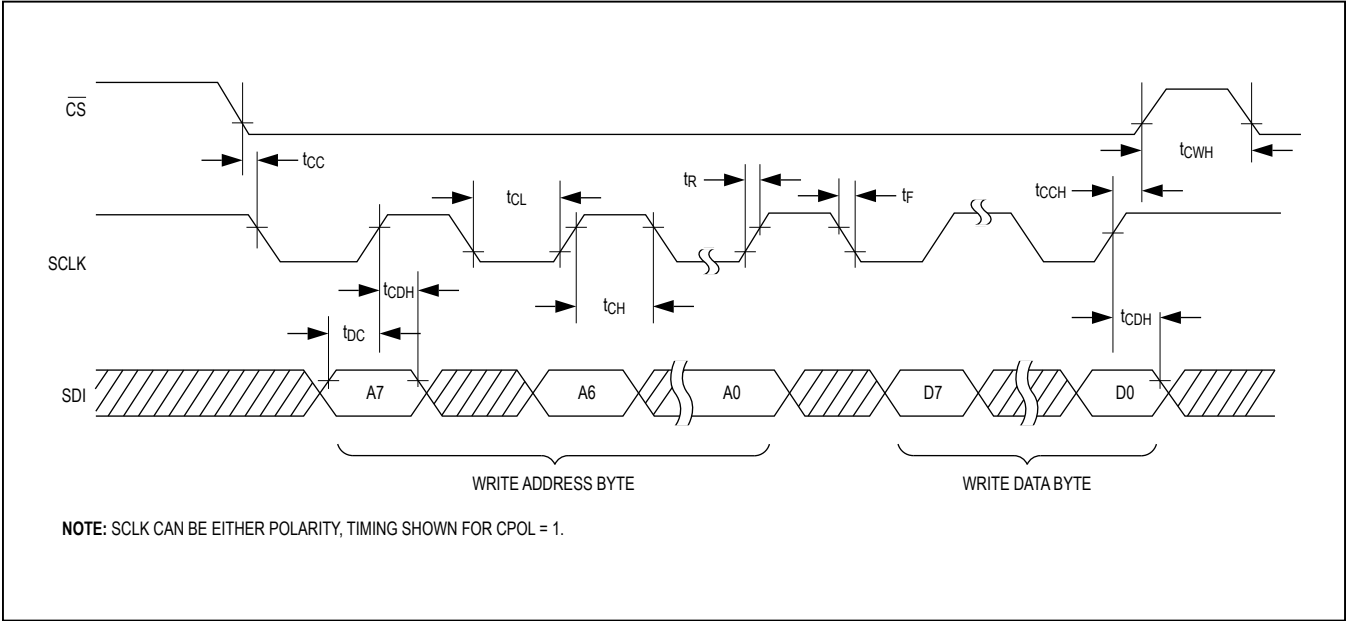 CS
tCC
tCWH
tCL
tR
tF
tCCH
SCLK
tCDH
tCH
tDC
tCDH
SDI
A7
A6
A0
D7
D0
WRITE ADDRESS BYTE
WRITE DATA BYTE
NOTE: SCLK CAN BE EITHER POLARITY, TIMING SHOWN FOR CPOL = 1.